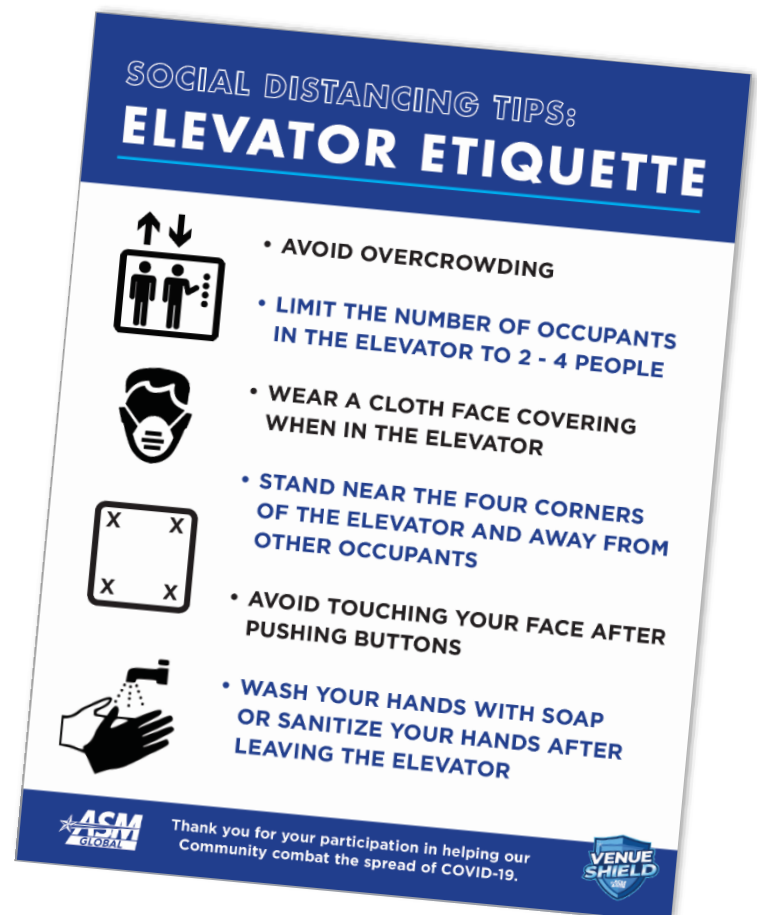 SOCIAL DISTANCING TIPS:
ELEVATOR ETIQUETTE
• AVOID OVERCROWDING
• LIMIT THE NUMBER OF OCCUPANTS
IN THE ELEVATOR TO 2 - 4 PEOPLE
• WEAR A CLOTH FACE COVERING
WHEN IN THE ELEVATOR
• STAND NEAR THE FOUR CORNERS
OF THE ELEVATOR AND AWAY FROM
OTHER OCCUPANTS
X X
X X
• AVOID TOUCHING YOUR FACE AFTER
PUSHING BUTTONS
• WASH YOUR HANDS WITH SOAP
OR SANITIZE YOUR HANDS AFTER
LEAVING THE ELEVATOR
ASM
GLOBAL
Thank you for your participation in helping our
Community combat the spread of COVID-19.
VENUE
SHIELD